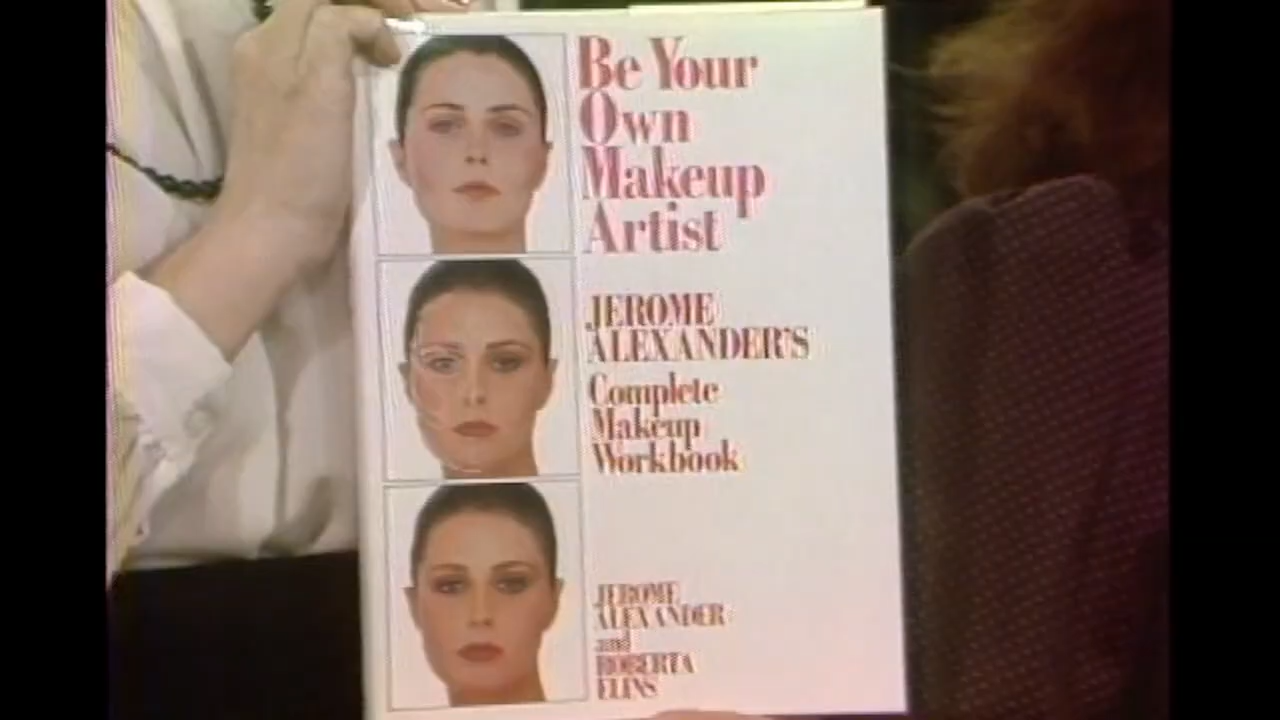 Be Your
Own
Makeup
Artist
JEROME
ALEXANDER'S
Complete
Makeup
Workbook
JEROME
ALEXANDER
and
ROBERTA
ELINS